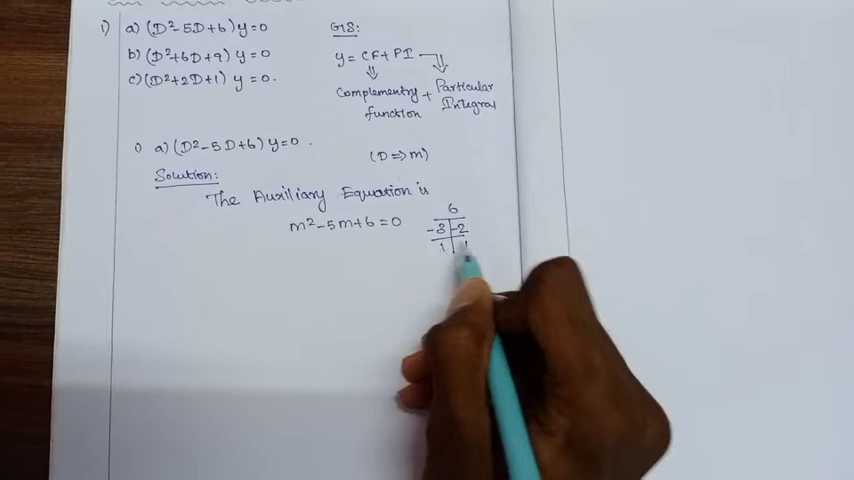 1) a) (D²-5D+6) y=0
b) (D²+6D+9) y=0
c) (D²+2D+1) y=0.
G.S:
y = CF + PI
Complementry function + Particular Integral
1) a) (D²-5D+6) y=0.
(D ⇒ m)
Solution:
The Auxiliary Equation is
m²-5m+6=0
6
-3 | -2
1 | 1